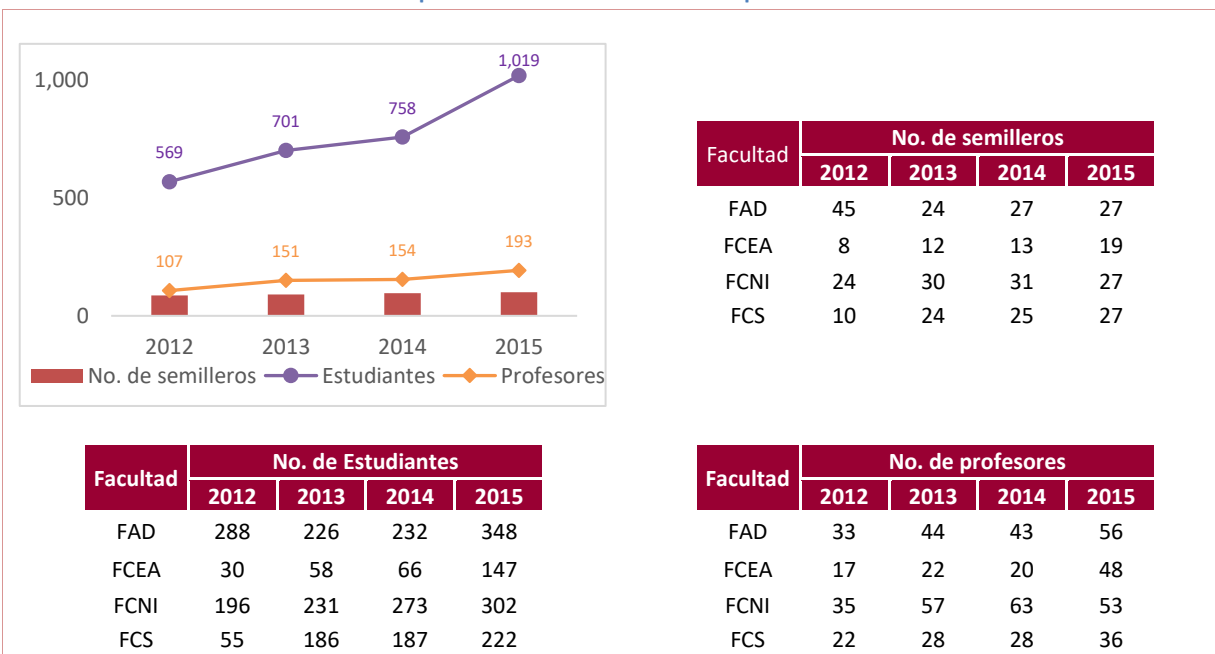 1,019
1,000
758
701
569
500
193
151
154
107
0
2012 2013 2014 2015
No. de semilleros Estudiantes Profesores
Facultad No. de semilleros
2012 2013 2014 2015
FAD 45 24 27 27
FCEA 8 12 13 19
FCNI 24 30 31 27
FCS 10 24 25 27
Facultad No. de Estudiantes
2012 2013 2014 2015
FAD 288 226 232 348
FCEA 30 58 66 147
FCNI 196 231 273 302
FCS 55 186 187 222
Facultad No. de profesores
2012 2013 2014 2015
FAD 33 44 43 56
FCEA 17 22 20 48
FCNI 35 57 63 53
FCS 22 28 28 36